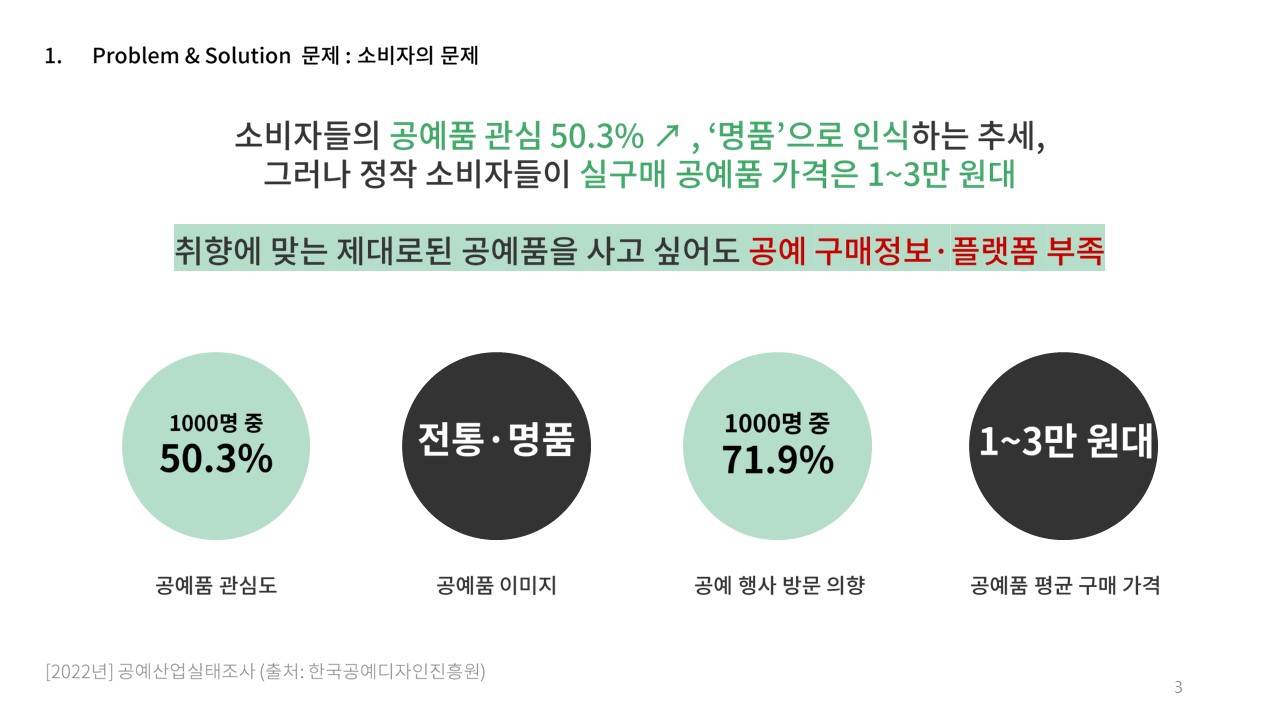 1. Problem & Solution 문제 : 소비자의 문제
소비자들의 공예품 관심 50.3% ↗ , ‘명품’으로 인식하는 추세,
그러나 정작 소비자들이 실구매 공예품 가격은 1~3만 원대
취향에 맞는 제대로된 공예품을 사고 싶어도 공예 구매정보·플랫폼 부족
1000명 중
50.3%
공예품 관심도
전통·명품
공예품 이미지
1000명 중
71.9%
공예 행사 방문 의향
1~3만 원대
공예품 평균 구매 가격
[2022년] 공예산업실태조사 (출처: 한국공예디자인진흥원)
3